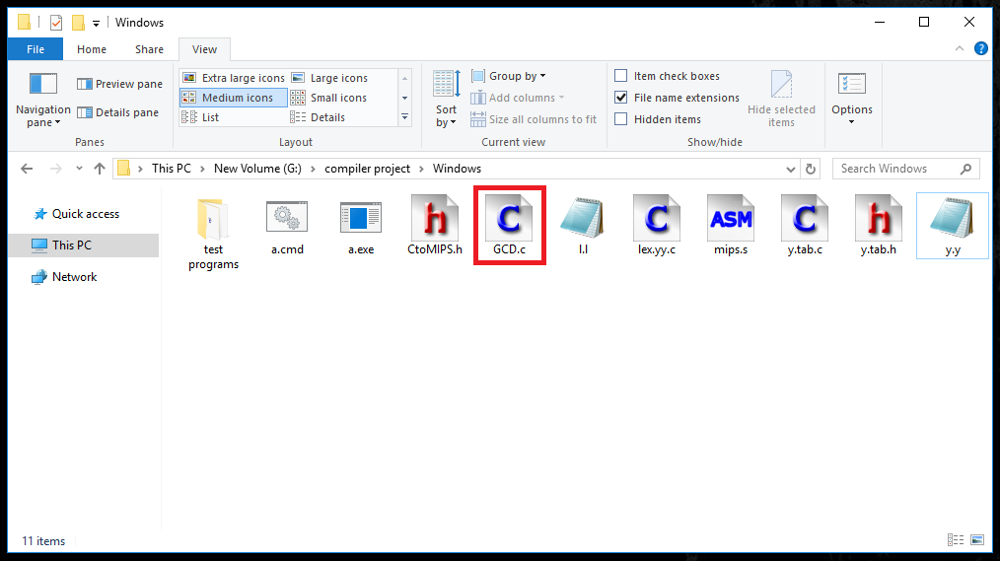 Windows
File Home Share View
Navigation pane
Preview pane
Details pane
Panes
Extra large icons Large icons
Medium icons Small icons
List Details
Layout
Sort by
Group by
Add columns
Size all columns to fit
Current view
Item check boxes
File name extensions
Hidden items
Hide selected items
Show/hide
Options
This PC New Volume (G:) compiler project Windows
Search Windows
Quick access
This PC
Network
h C C ASM C h
test programs a.cmd a.exe CtoMIPS.h GCD.c l.l lex.yy.c mips.s y.tab.c y.tab.h y.y
11 items